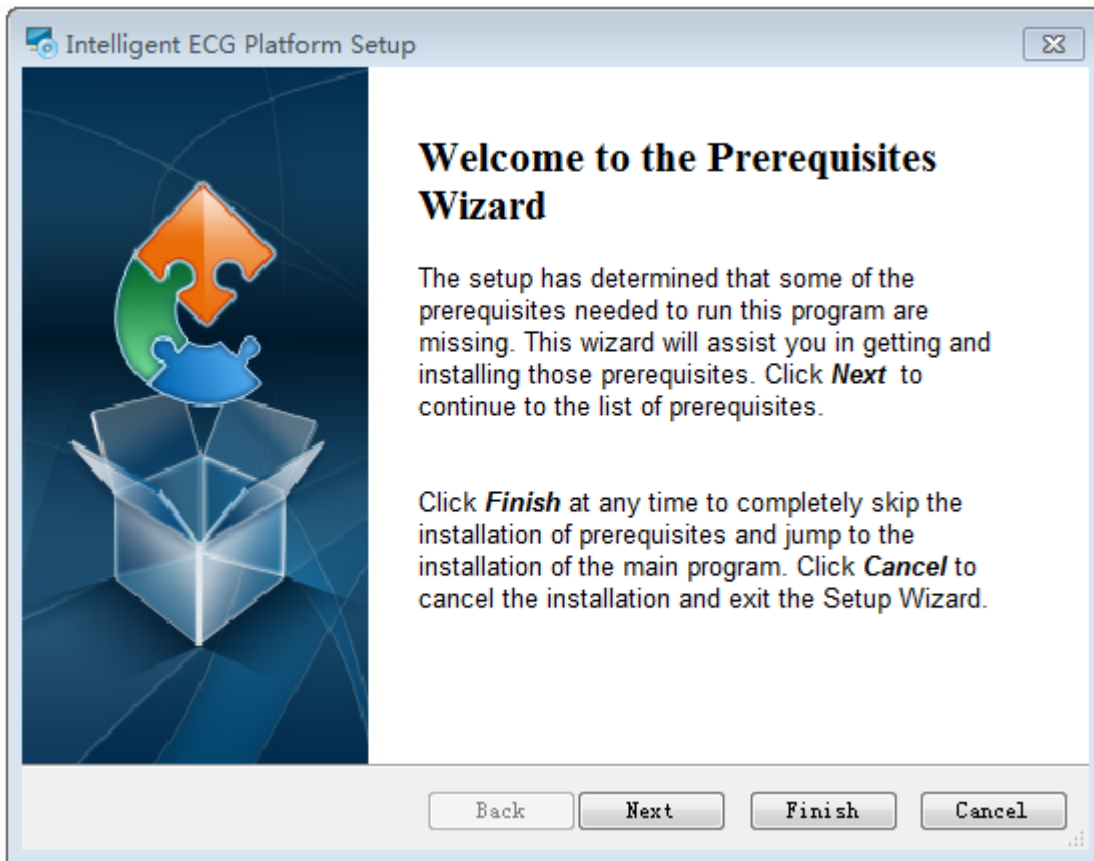 Intelligent ECG Platform Setup
Welcome to the Prerequisites
Wizard
The setup has determined that some of the
prerequisites needed to run this program are
missing. This wizard will assist you in getting and
installing those prerequisites. Click Next to
continue to the list of prerequisites.
Click Finish at any time to completely skip the
installation of prerequisites and jump to the
installation of the main program. Click Cancel to
cancel the installation and exit the Setup Wizard.
Back Next Finish Cancel